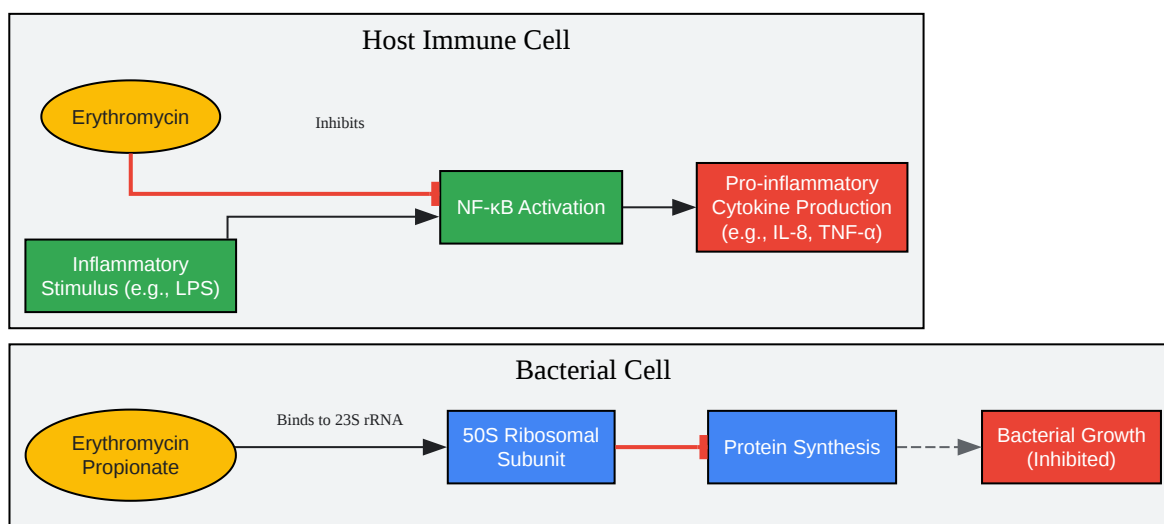 Host Immune Cell
Erythromycin
Inhibits
NF-κB Activation
Pro-inflammatory
Cytokine Production
(e.g., IL-8, TNF-α)
Inflammatory
Stimulus (e.g., LPS)
Bacterial Cell
Erythromycin
Propionate
Binds to 23S rRNA
50S Ribosomal
Subunit
Protein Synthesis
Bacterial Growth
(Inhibited)